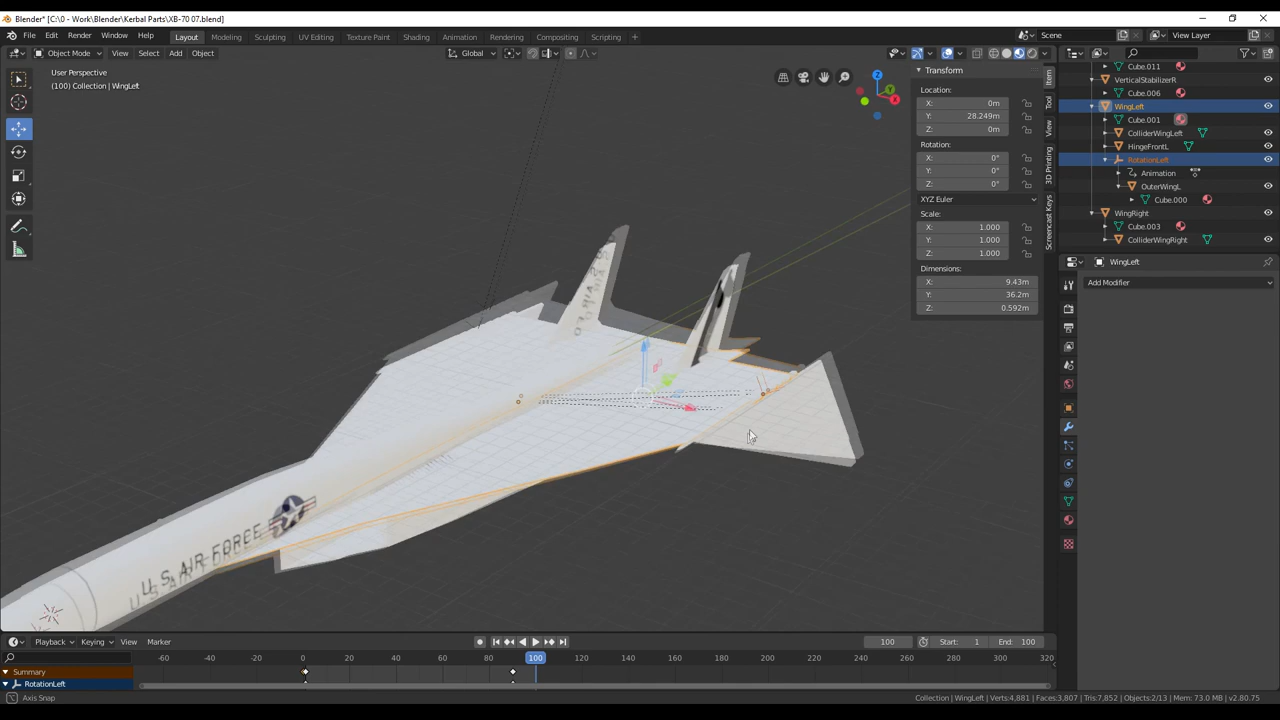 Blender* [C:\0 - Work\Blender\Kerbal Parts\XB-70 07.blend]
File Edit Render Window Help Layout Modeling Sculpting UV Editing Texture Paint Shading Animation Rendering Compositing Scripting Scene View Layer
Object Mode View Select Add Object Global
User Perspective
(100) Collection | WingLeft
Z
Y
X
Transform
Location:
X: 0m
Y: 28.249m
Z: 0m
Rotation:
X: 0°
Y: 0°
Z: 0°
XYZ Euler
Scale:
X: 1.000
Y: 1.000
Z: 1.000
Dimensions:
X: 9.43m
Y: 36.2m
Z: 0.592m
Item
Tool
View
3D Printing
Screencast Keys
Cube.011
VerticalStabilizerR
Cube.006
WingLeft
Cube.001
ColliderWingLeft
HingeFrontL
RotationLeft
Animation
OuterWingL
Cube.000
WingRight
Cube.003
ColliderWingRight
WingLeft
Add Modifier
U.S. AIR FORCE
Playback Keying View Marker 100 Start: 1 End: 100
-60 -40 -20 0 20 40 60 80 100 120 140 160 180 200 220 240 260 280 300 320
Summary
RotationLeft
Axis Snap
Collection | WingLeft | Verts:4,881 | Faces:3,807 | Tris:7,852 | Objects:2/13 | Mem: 73.0 MB | v2.80.75